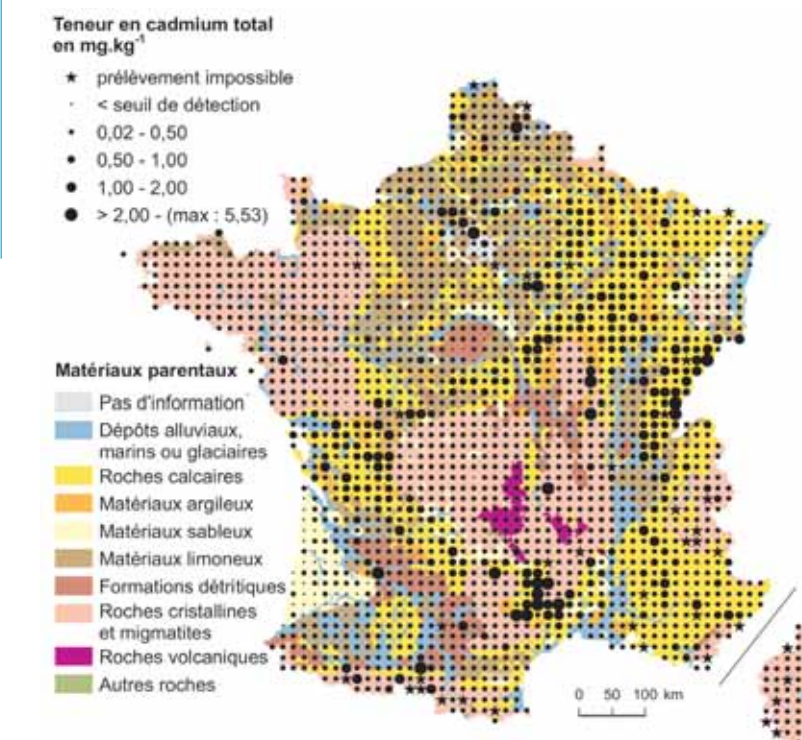 Teneur en cadmium total
en mg.kg⁻¹
★ prélèvement impossible
· < seuil de détection
• 0,02 - 0,50
• 0,50 - 1,00
● 1,00 - 2,00
● > 2,00 - (max : 5,53)
Matériaux parentaux
Pas d'information
Dépôts alluviaux,
marins ou glaciaires
Roches calcaires
Matériaux argileux
Matériaux sableux
Matériaux limoneux
Formations détritiques
Roches cristallines
et migmatites
Roches volcaniques
Autres roches
0 50 100 km